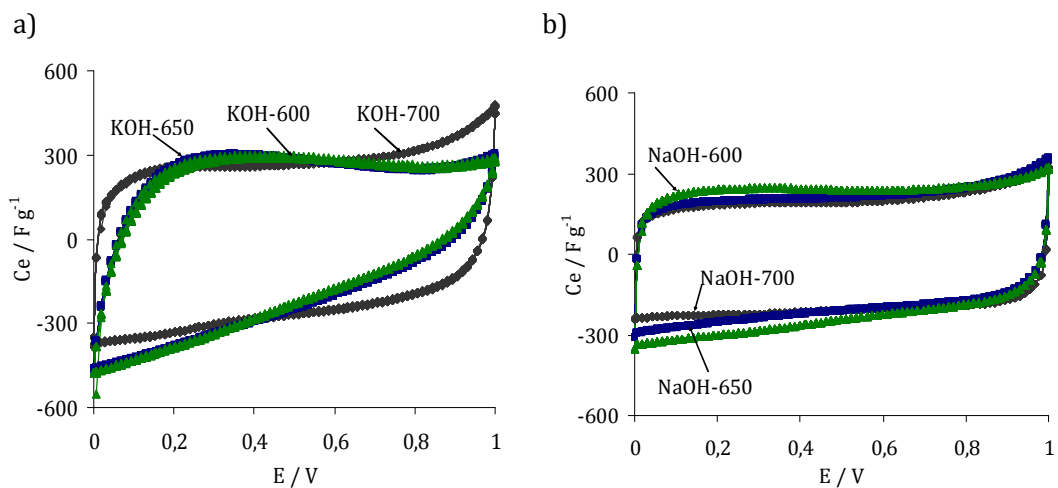 a)
600
300
0
-300
-600
Ce / F g⁻¹
KOH-650
KOH-600
KOH-700
0
0,2
0,4
0,6
0,8
1
E / V
b)
600
300
0
-300
-600
Ce / F g⁻¹
NaOH-600
NaOH-700
NaOH-650
0
0,2
0,4
0,6
0,8
1
E / V